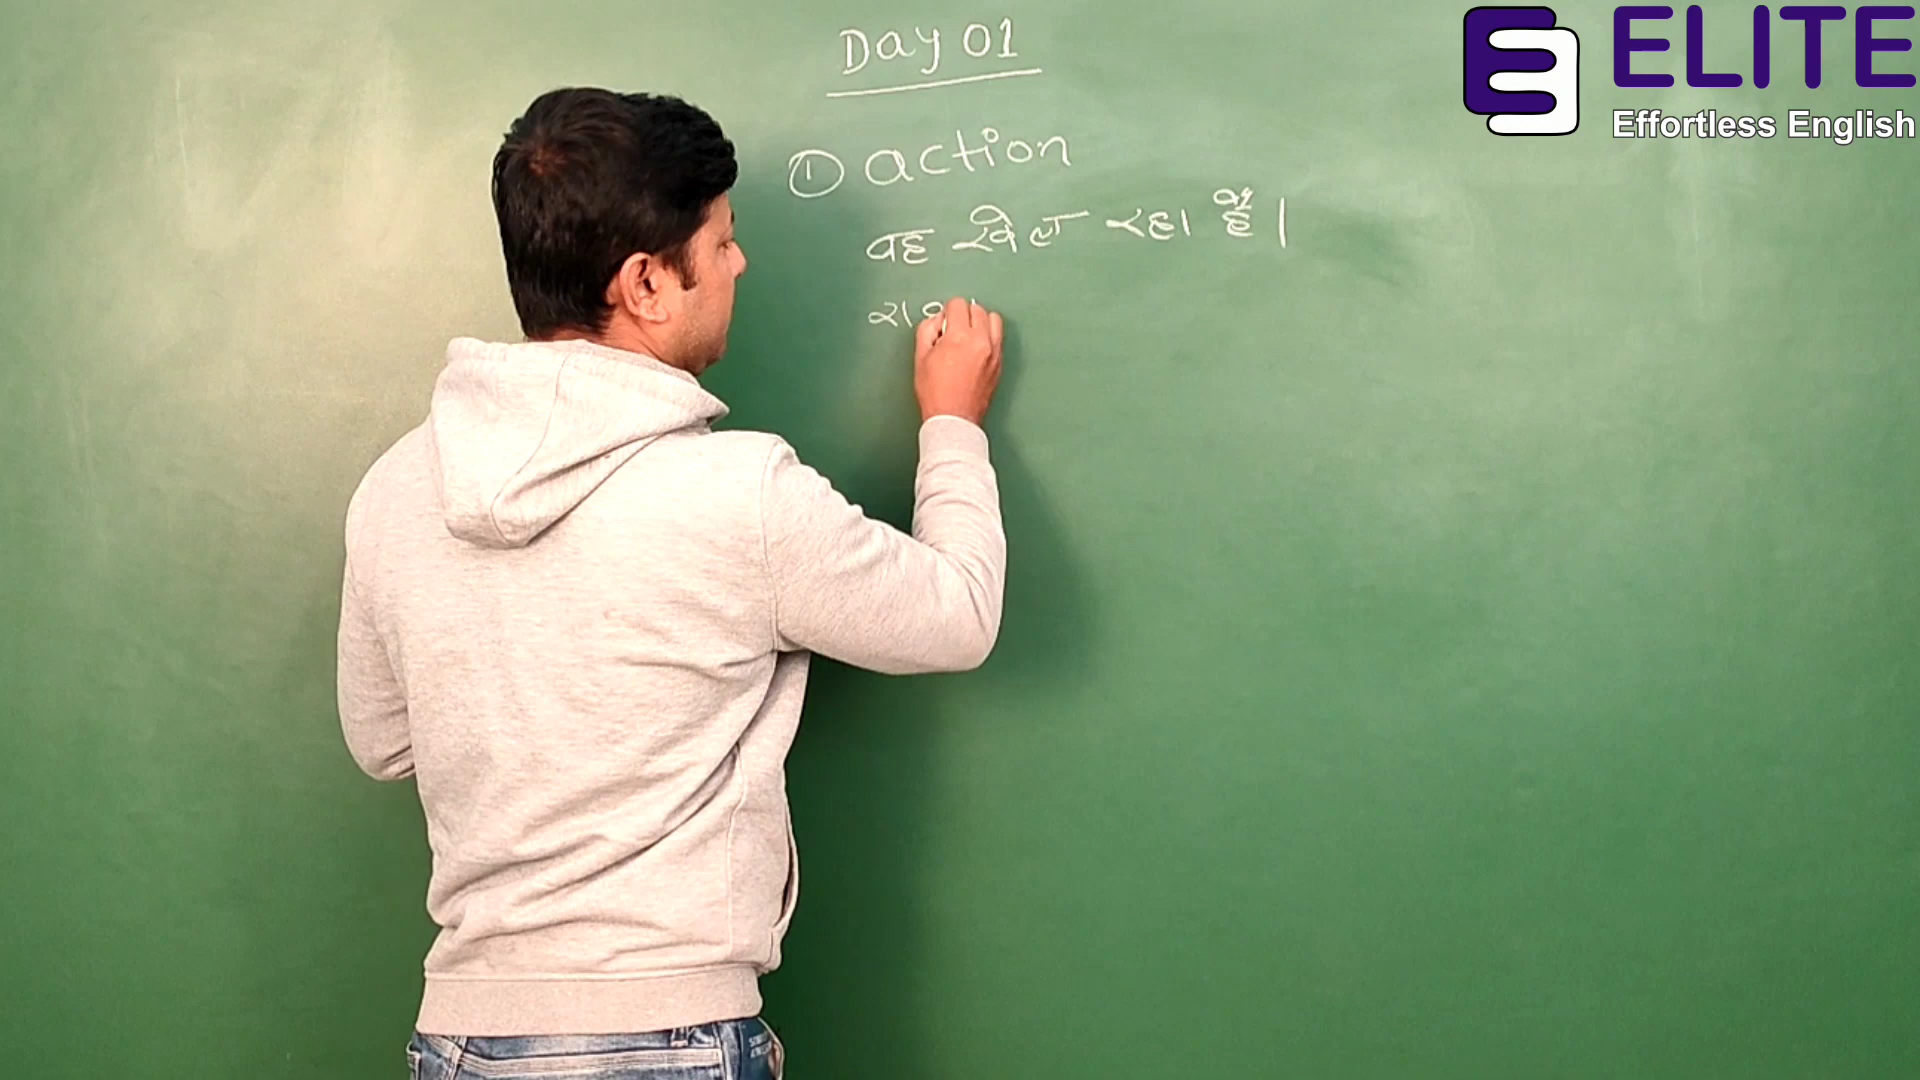 Day 01
① action
वह खेल रहा है।
ELITE
Effortless English